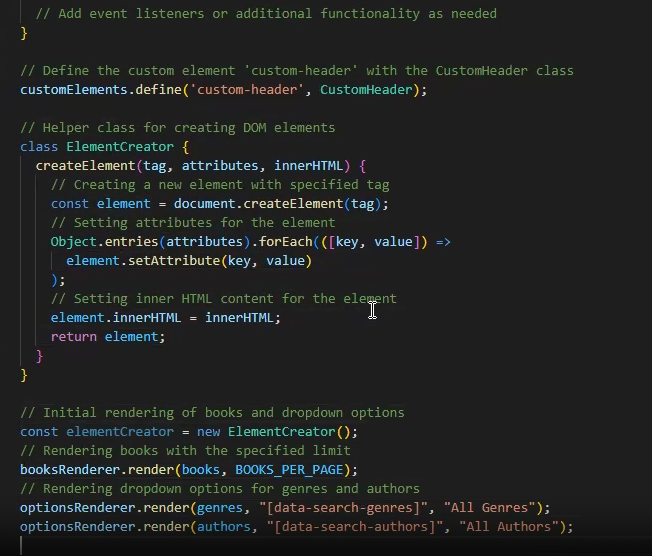 // Add event listeners or additional functionality as needed
}
// Define the custom element 'custom-header' with the CustomHeader class
customElements.define('custom-header', CustomHeader);
// Helper class for creating DOM elements
class ElementCreator {
createElement(tag, attributes, innerHTML) {
// Creating a new element with specified tag
const element = document.createElement(tag);
// Setting attributes for the element
Object.entries(attributes).forEach(([key, value]) =>
element.setAttribute(key, value)
);
// Setting inner HTML content for the element
element.innerHTML = innerHTML;
return element;
}
}
// Initial rendering of books and dropdown options
const elementCreator = new ElementCreator();
// Rendering books with the specified limit
booksRenderer.render(books, BOOKS_PER_PAGE);
// Rendering dropdown options for genres and authors
optionsRenderer.render(genres, "[data-search-genres]", "All Genres");
optionsRenderer.render(authors, "[data-search-authors]", "All Authors");